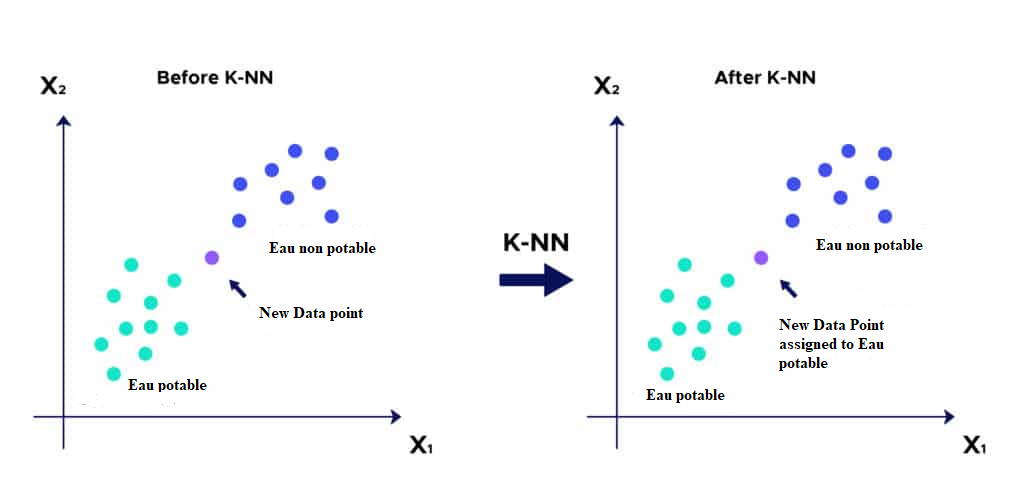 Before K-NN
X2
Eau non potable
New Data point
Eau potable
X1
K-NN
After K-NN
X2
Eau non potable
New Data Point
assigned to Eau
potable
Eau potable
X1